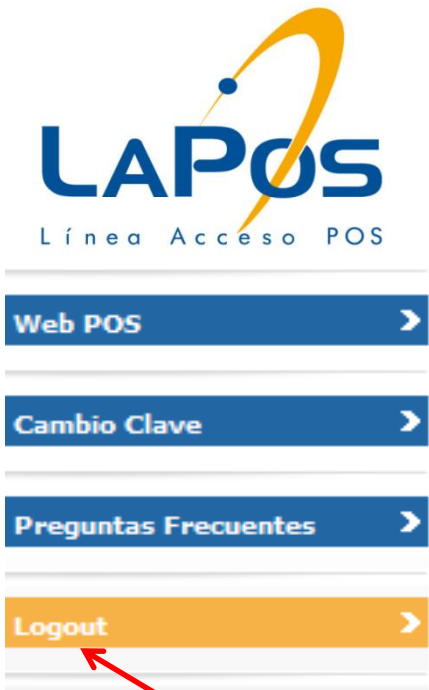 LAPOS
Línea Acceso POS
Web POS
Cambio Clave
Preguntas Frecuentes
Logout